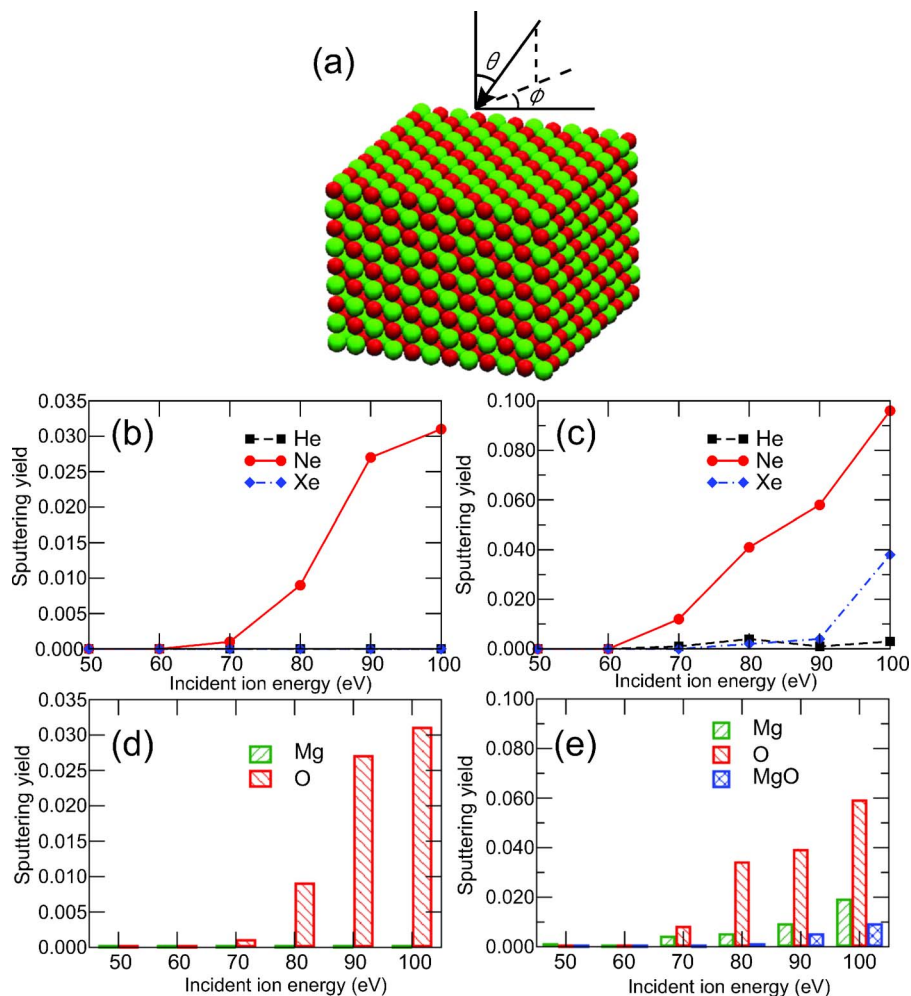 (a)
θ
ϕ
(b)
He
Ne
Xe
Sputtering yield
0.035
0.030
0.025
0.020
0.015
0.010
0.005
0.000
50 60 70 80 90 100
Incident ion energy (eV)
(c)
He
Ne
Xe
Sputtering yield
0.100
0.080
0.060
0.040
0.020
0.000
50 60 70 80 90 100
Incident ion energy (eV)
(d)
Mg
O
Sputtering yield
0.035
0.030
0.025
0.020
0.015
0.010
0.005
0.000
50 60 70 80 90 100
Incident ion energy (eV)
(e)
Mg
O
MgO
Sputtering yield
0.100
0.080
0.060
0.040
0.020
0.000
50 60 70 80 90 100
Incident ion energy (eV)